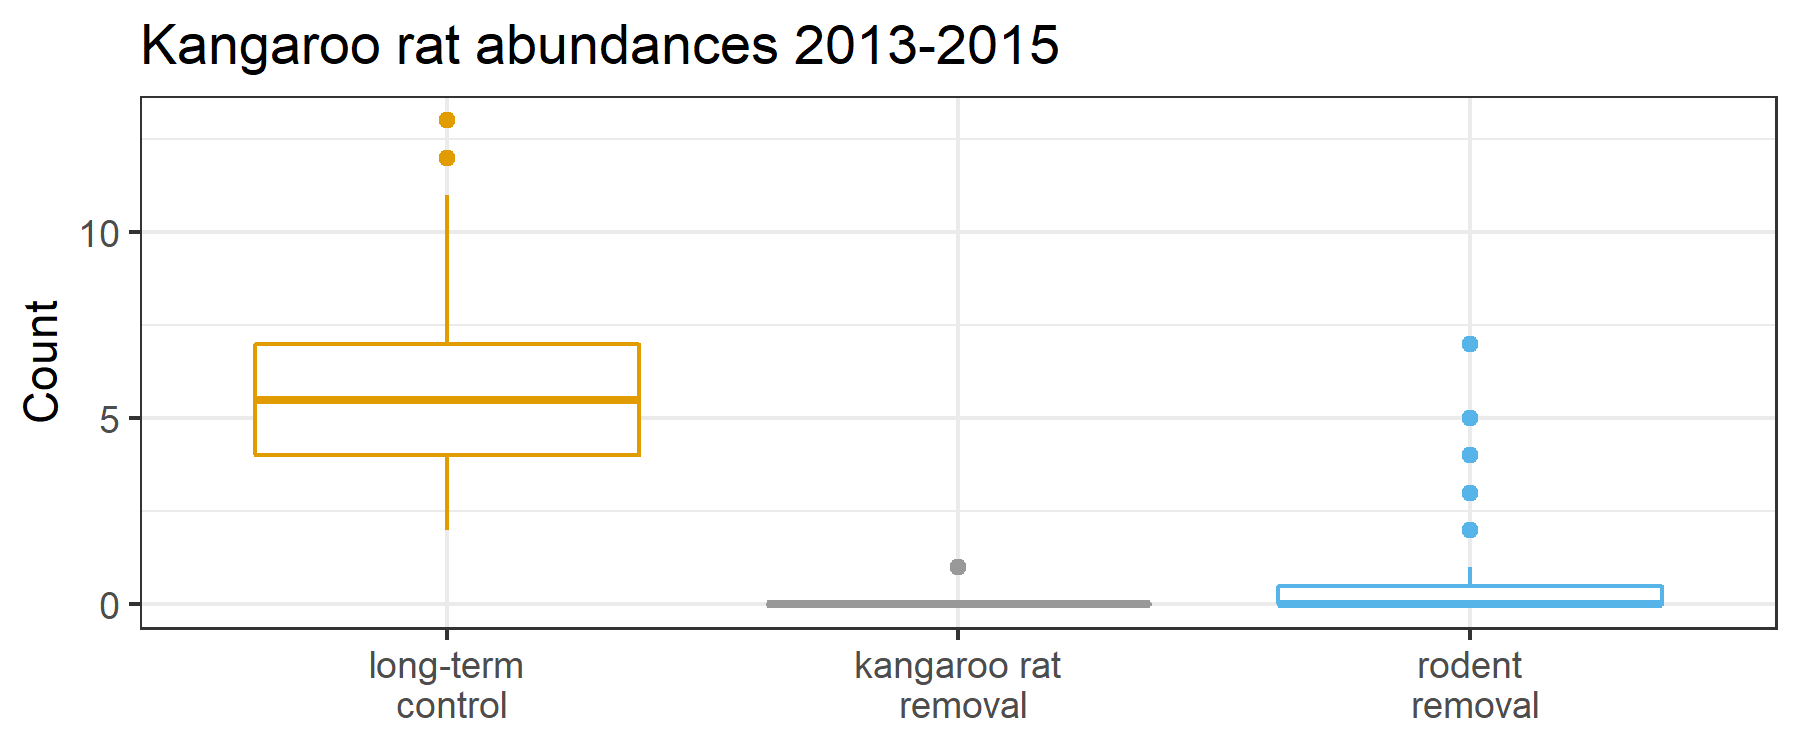 Kangaroo rat abundances 2013-2015
Count
10
5
0
long-term
control
kangaroo rat
removal
rodent
removal